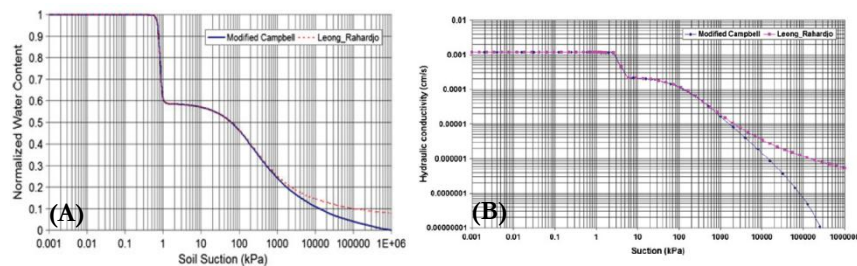 Modified Campbell Leong_Rahardjo
Normalized Water Content
1
0.9
0.8
0.7
0.6
0.5
0.4
0.3
0.2
0.1
0
(A)
0.001 0.01 0.1 1 10 100 1000 10000 100000 1E+06
Soil Suction (kPa)
Modified Campbell Leong_Rahardjo
Hydraulic conductivity (cm/s)
0.01
0.001
0.0001
0.00001
0.000001
0.0000001
0.00000001
(B)
0.001 0.01 0.1 1 10 100 1000 10000 100000
Suction (kPa)